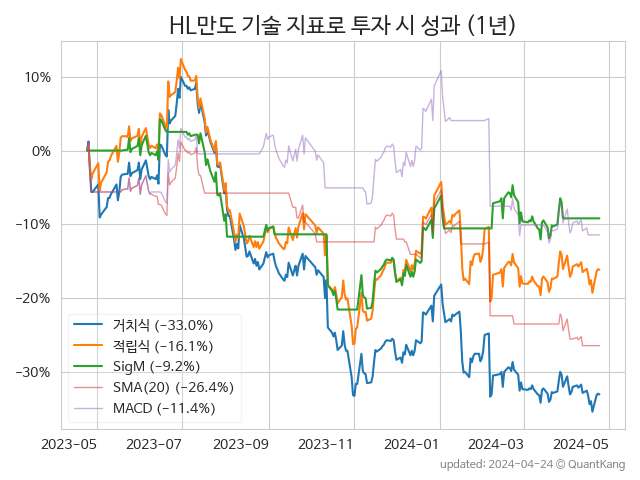 HL만도 기술 지표로 투자 시 성과 (1년)
10%
0%
−10%
−20%
−30%
거치식 (−33.0%)
적립식 (−16.1%)
SigM (−9.2%)
SMA(20) (−26.4%)
MACD (−11.4%)
2023−05
2023−07
2023−09
2023−11
2024−01
2024−03
2024−05
updated: 2024−04−24 ⓒ QuantKang